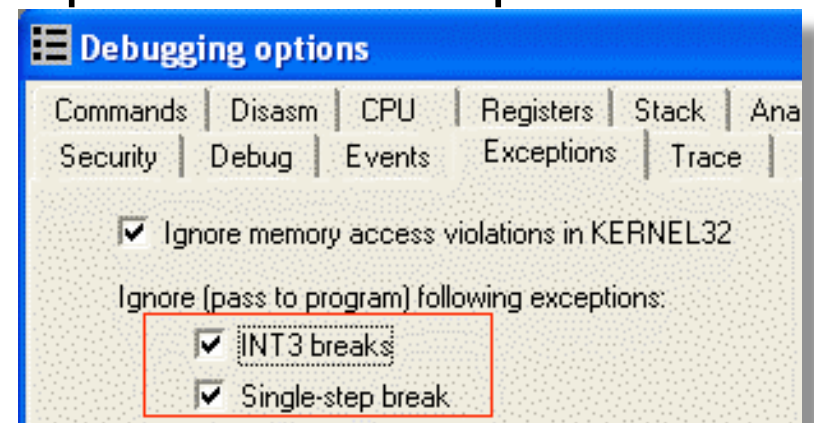 Debugging options
Commands Disasm CPU Registers Stack Ana
Security Debug Events Exceptions Trace
Ignore memory access violations in KERNEL32
Ignore (pass to program) following exceptions:
INT3 breaks
Single-step break